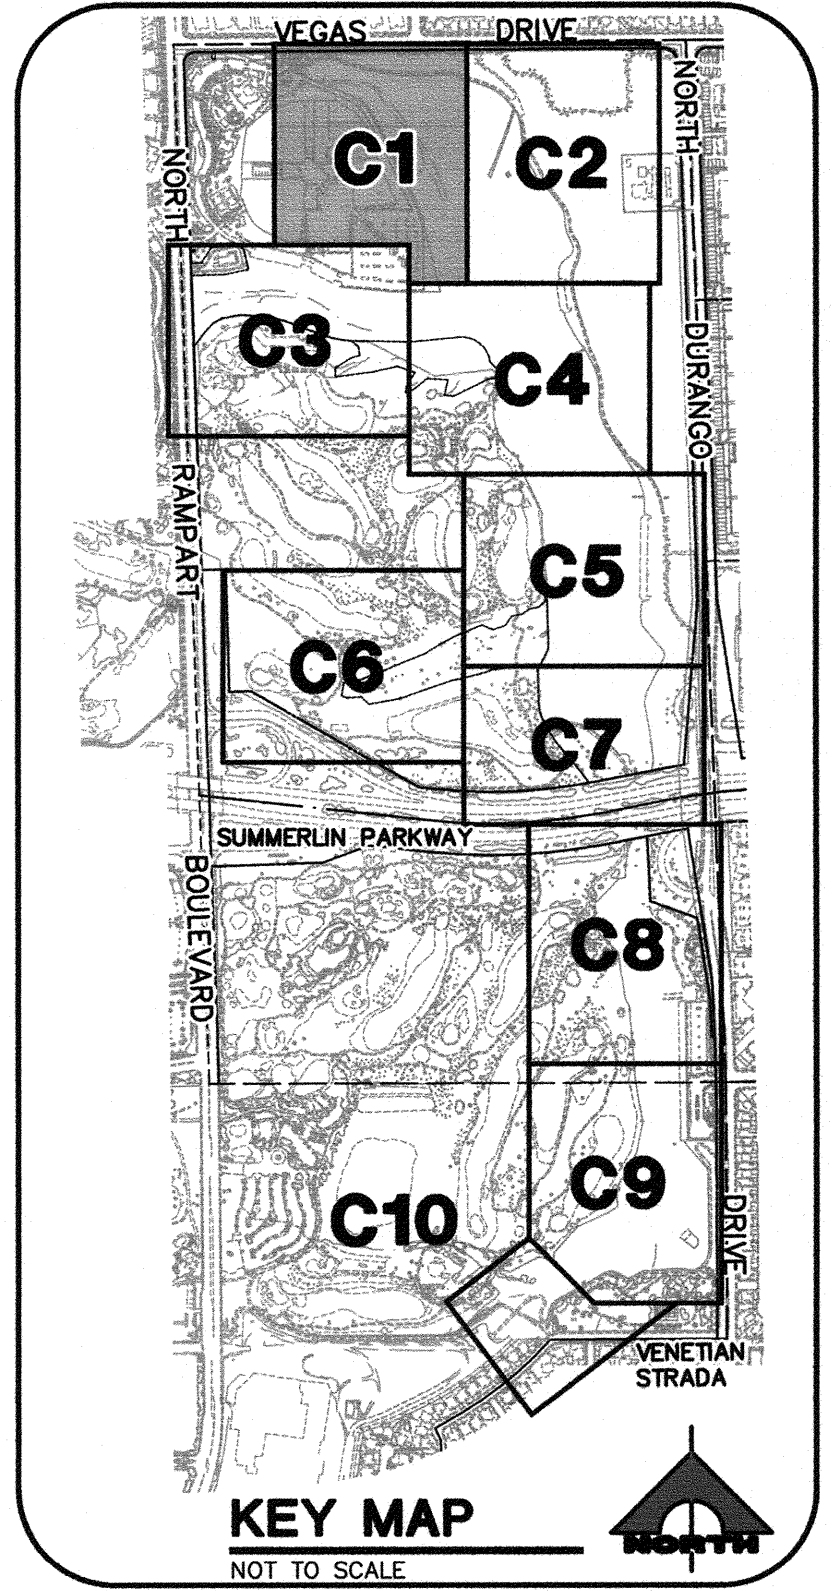 VEGAS DRIVE
NORTH
C1
C2
NORTH
C3
C4
DURANGO
RAMPART
C5
C6
C7
SUMMERLIN PARKWAY
BOULEVARD
C8
C9
C10
DRIVE
VENETIAN
STRADA
KEY MAP
NOT TO SCALE
NORTH